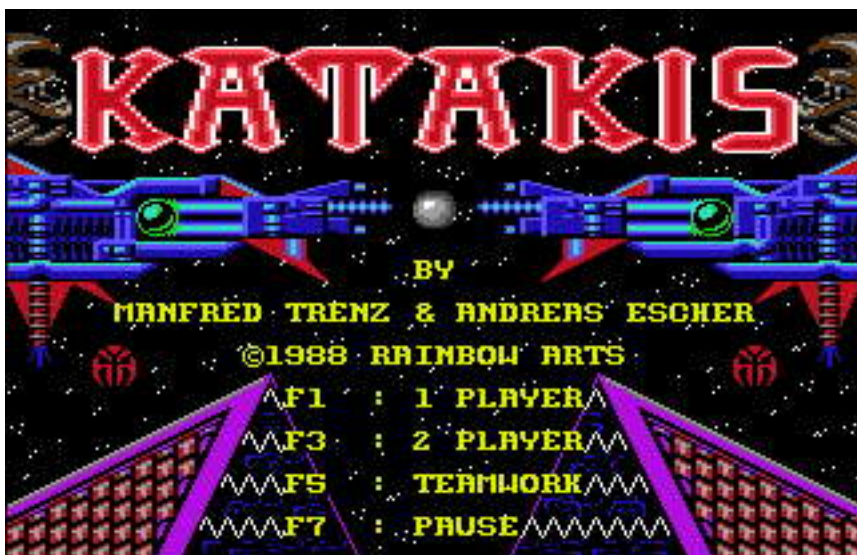 KATAKIS
BY
MANFRED TRENZ & ANDREAS ESCHER
©1988 RAINBOW ARTS
F1 : 1 PLAYER
F3 : 2 PLAYER
F5 : TEAMWORK
F7 : PAUSE